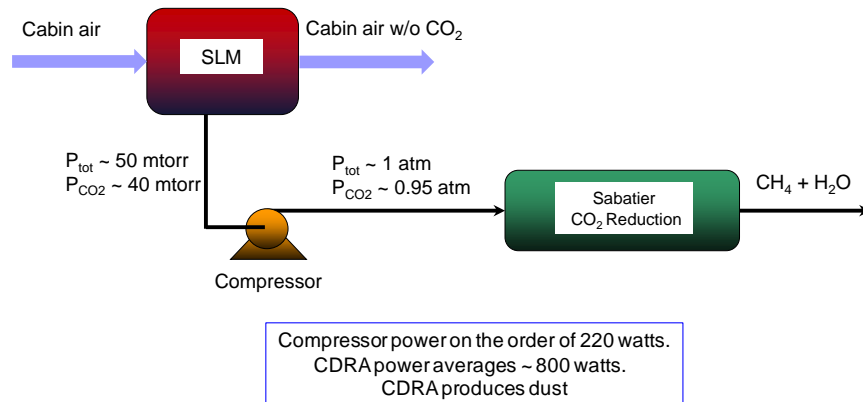 Cabin air
SLM
Cabin air w/o CO₂
Pₜₒₜ ~ 50 mtorr
P_CO2 ~ 40 mtorr
Pₜₒₜ ~ 1 atm
P_CO2 ~ 0.95 atm
Sabatier
CO₂ Reduction
CH₄ + H₂O
Compressor
Compressor power on the order of 220 watts.
CDRA power averages ~ 800 watts.
CDRA produces dust